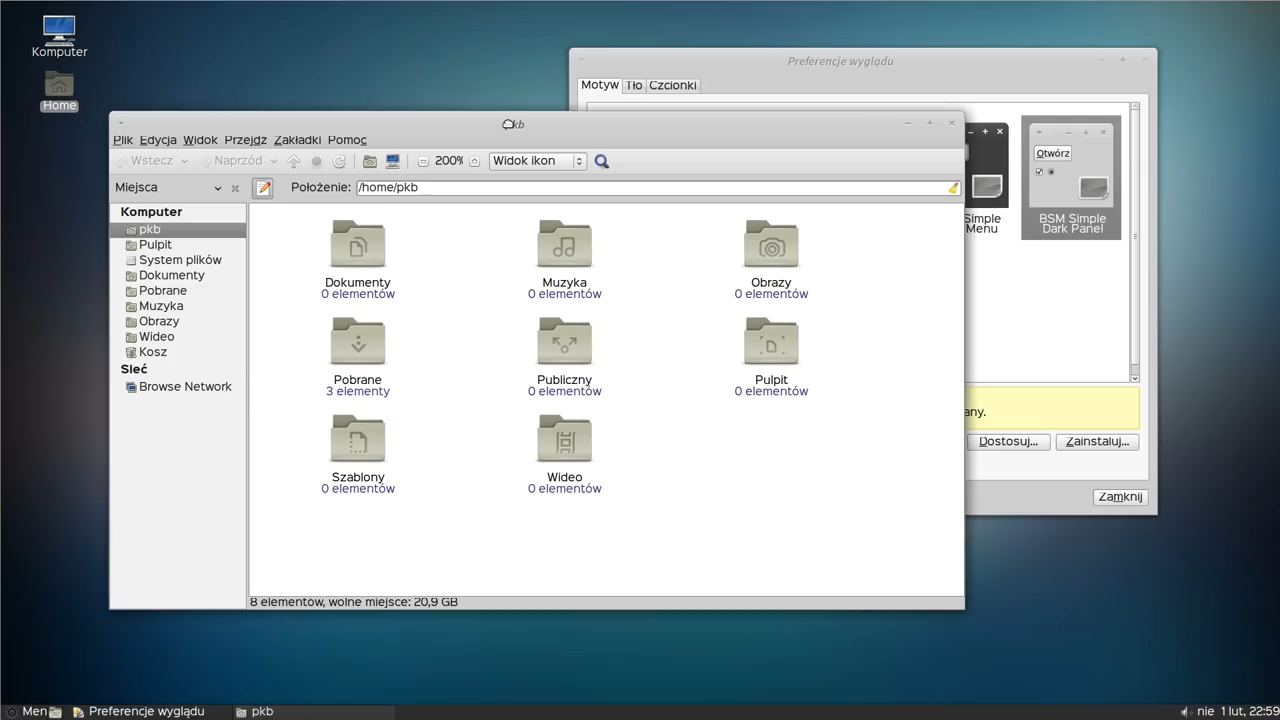 Komputer
Home
Preferencje wyglądu
Motyw Tło Czcionki
Simple
Menu
Otwórz
BSM Simple
Dark Panel
any.
Dostosuj... Zainstaluj...
Zamknij
pkb
Plik Edycja Widok Przejdź Zakładki Pomoc
Wstecz Naprzód 200% Widok ikon
Miejsca Położenie: /home/pkb
Komputer
pkb
Pulpit
System plików
Dokumenty
Pobrane
Muzyka
Obrazy
Wideo
Kosz
Sieć
Browse Network
Dokumenty
0 elementów
Muzyka
0 elementów
Obrazy
0 elementów
Pobrane
3 elementy
Publiczny
0 elementów
Pulpit
0 elementów
Szablony
0 elementów
Wideo
0 elementów
8 elementów, wolne miejsce: 20,9 GB
Men Preferencje wyglądu pkb nie 1 lut, 22:59